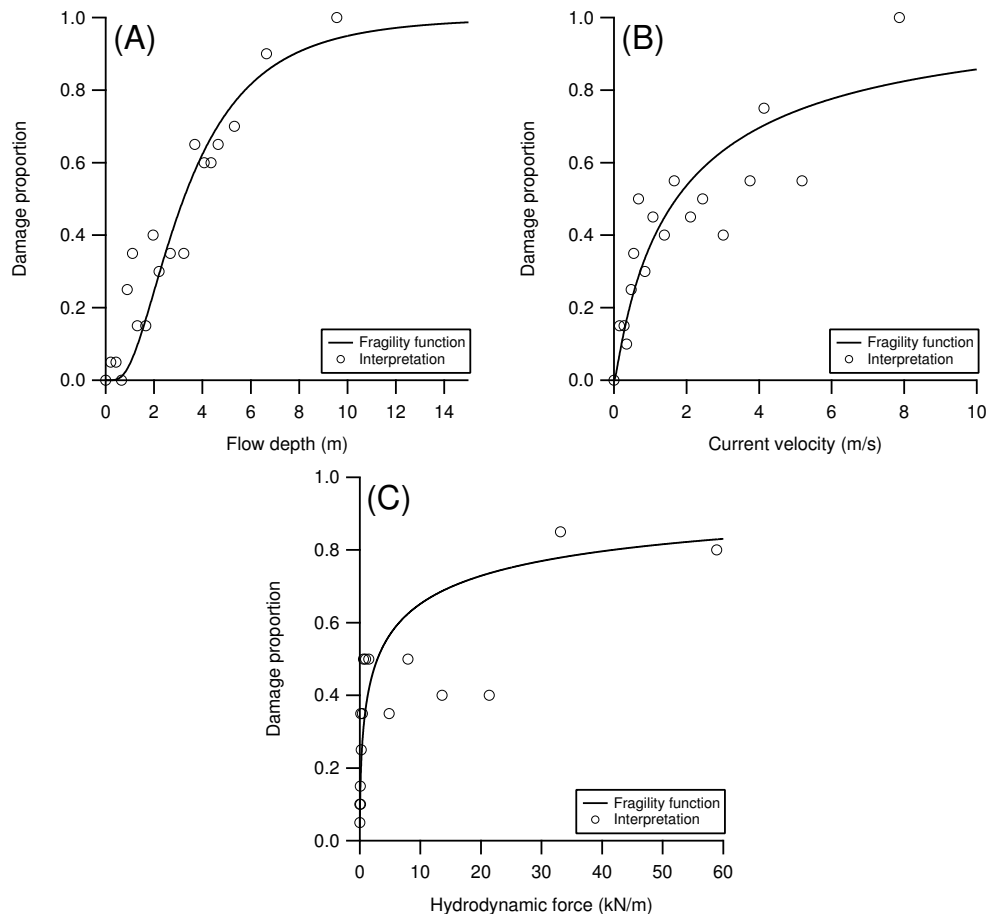 (A)
1.0
0.8
0.6
0.4
0.2
0.0
Damage proportion
Fragility function
Interpretation
0 2 4 6 8 10 12 14
Flow depth (m)
(B)
1.0
0.8
0.6
0.4
0.2
0.0
Damage proportion
Fragility function
Interpretation
0 2 4 6 8 10
Current velocity (m/s)
(C)
1.0
0.8
0.6
0.4
0.2
0.0
Damage proportion
Fragility function
Interpretation
0 10 20 30 40 50 60
Hydrodynamic force (kN/m)